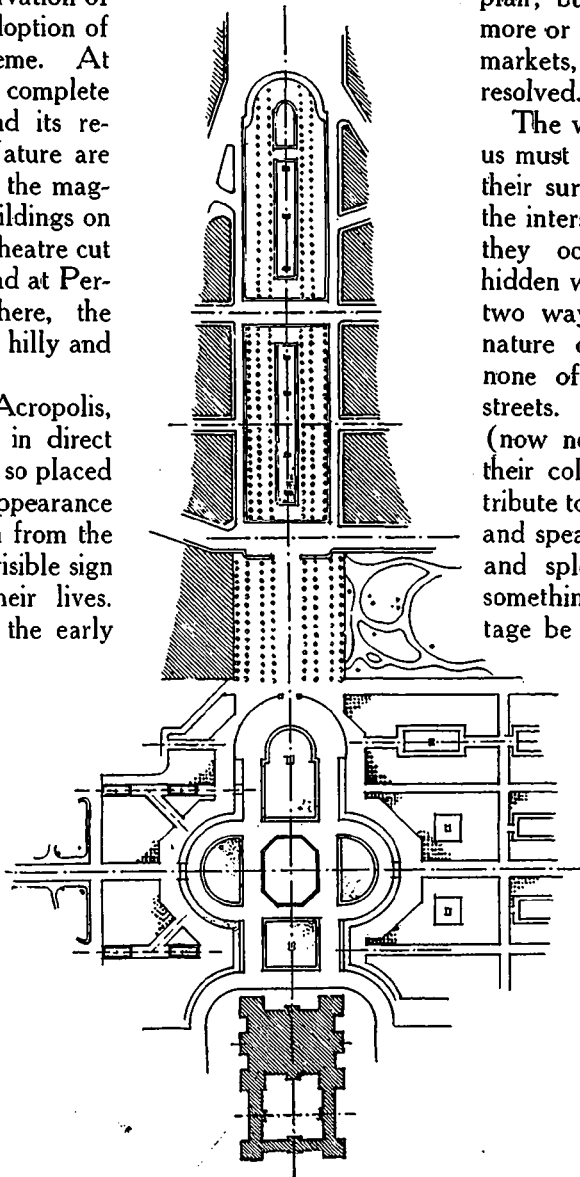 doption of
eme. At
complete
nd its re-
ature are
the mag-
ildings on
heatre cut
nd at Per-
here, the
hilly and
Acropolis,
in direct
so placed
ppearance
from the
isible sign
heir lives.
the early
more or
markets,
resolved.
The v
us must
their sur
the inters
they oc
hidden w
two way
nature o
none of
streets.
(now no
their col
tribute to
and spea
and spl
somethin
tage be